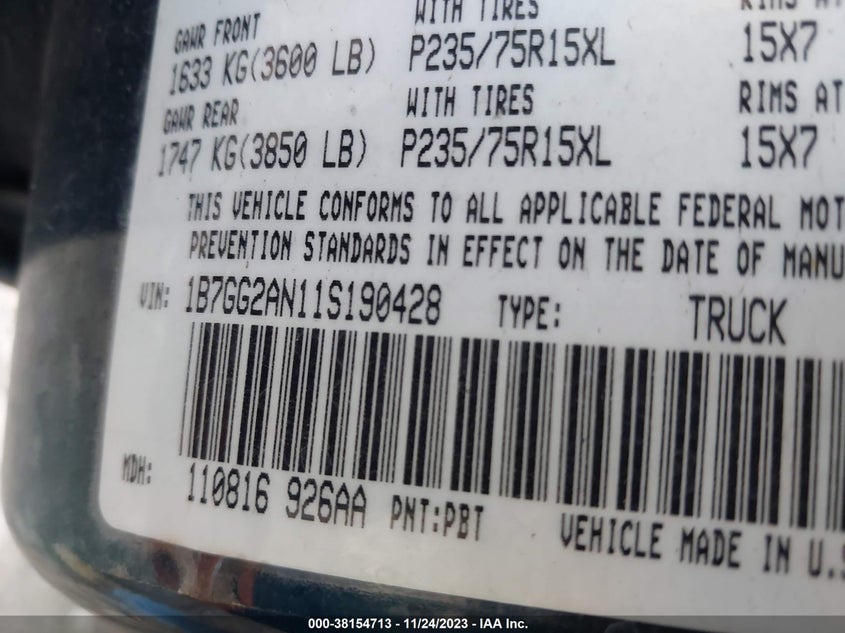 GAWR FRONT WITH TIRES RIMS AT
1633 KG(3600 LB) P235/75R15XL 15X7
GAWR REAR WITH TIRES RIMS AT
1747 KG(3850 LB) P235/75R15XL 15X7
THIS VEHICLE CONFORMS TO ALL APPLICABLE FEDERAL MOT
PREVENTION STANDARDS IN EFFECT ON THE DATE OF MANU
VIN: 1B7GG2AN11S190428 TYPE: TRUCK
MDH: 110816 926AA PNT:PBT VEHICLE MADE IN U.S
000-38154713 - 11/24/2023 - IAA Inc.